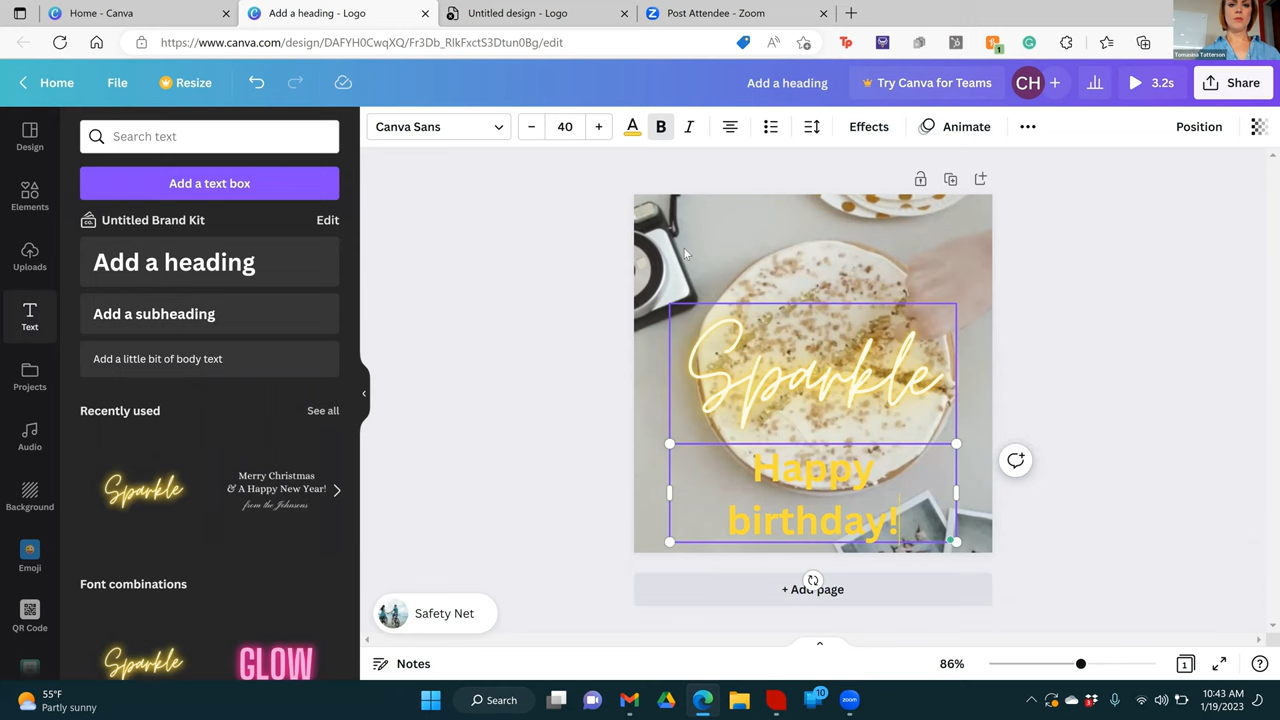 Home - Canva
Add a heading - Logo
Untitled design - Logo
Post Attendee - Zoom
https://www.canva.com/design/DAFYH0CwqXQ/Fr3Db_RlkFxctS3Dtun0Bg/edit
Tomasina Tatterson
Home
File
Resize
Add a heading
Try Canva for Teams
CH
3.2s
Share
Design
Elements
Uploads
Text
Projects
Audio
Background
Emoji
QR Code
Search text
Add a text box
Untitled Brand Kit
Edit
Add a heading
Add a subheading
Add a little bit of body text
Recently used
See all
Sparkle
Merry Christmas
& A Happy New Year!
from the Johnsons
Font combinations
Sparkle
GLOW
Canva Sans
40
A
B
I
Effects
Animate
Position
Sparkle
Happy
birthday!
+ Add page
Safety Net
Notes
86%
1
55°F
Partly sunny
Search
10
zoom
10:43 AM
1/19/2023